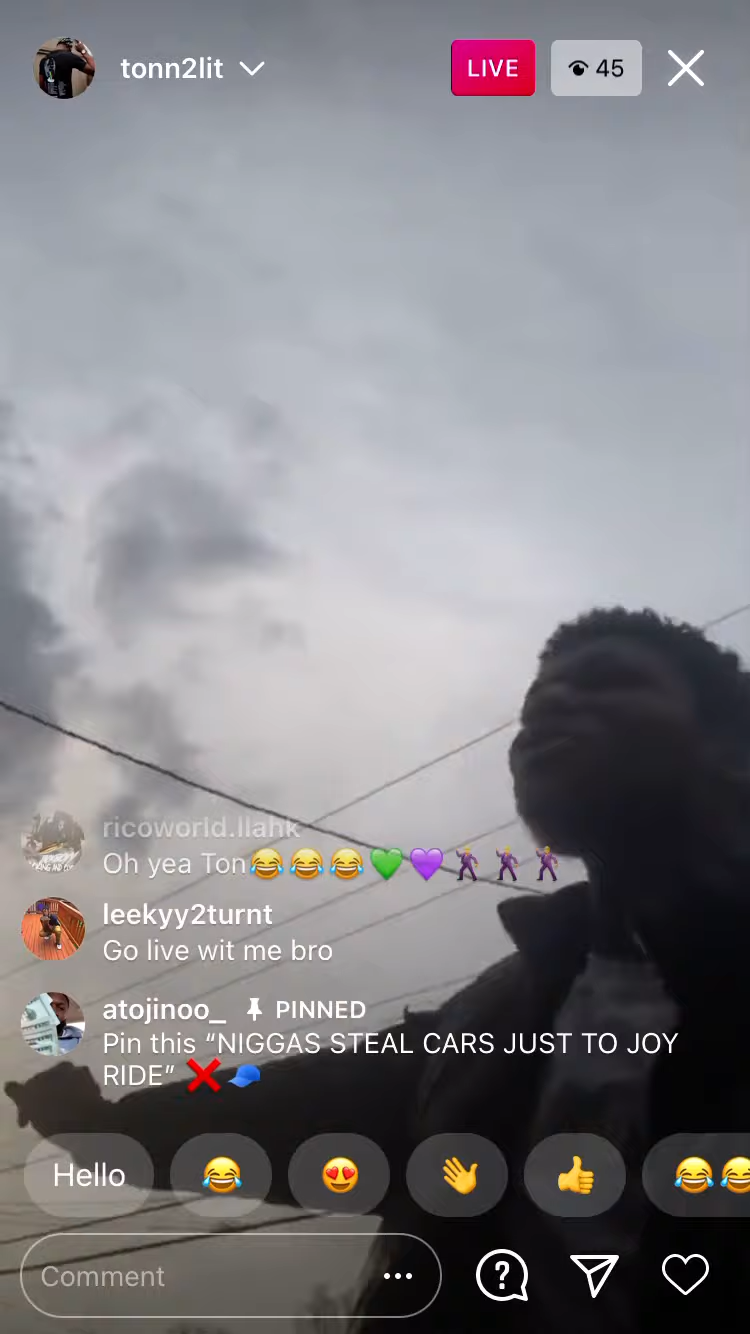 tonn2lit
LIVE
45
ricoworld.llahk
Oh yea Ton😂😂😂💚💜🕺🕺🕺
leekyy2turnt
Go live wit me bro
atojinoo_ 📌 PINNED
Pin this “NIGGAS STEAL CARS JUST TO JOY
RIDE” ❌🧢
Hello 😂 😍 👋 👍 😂😂
Comment